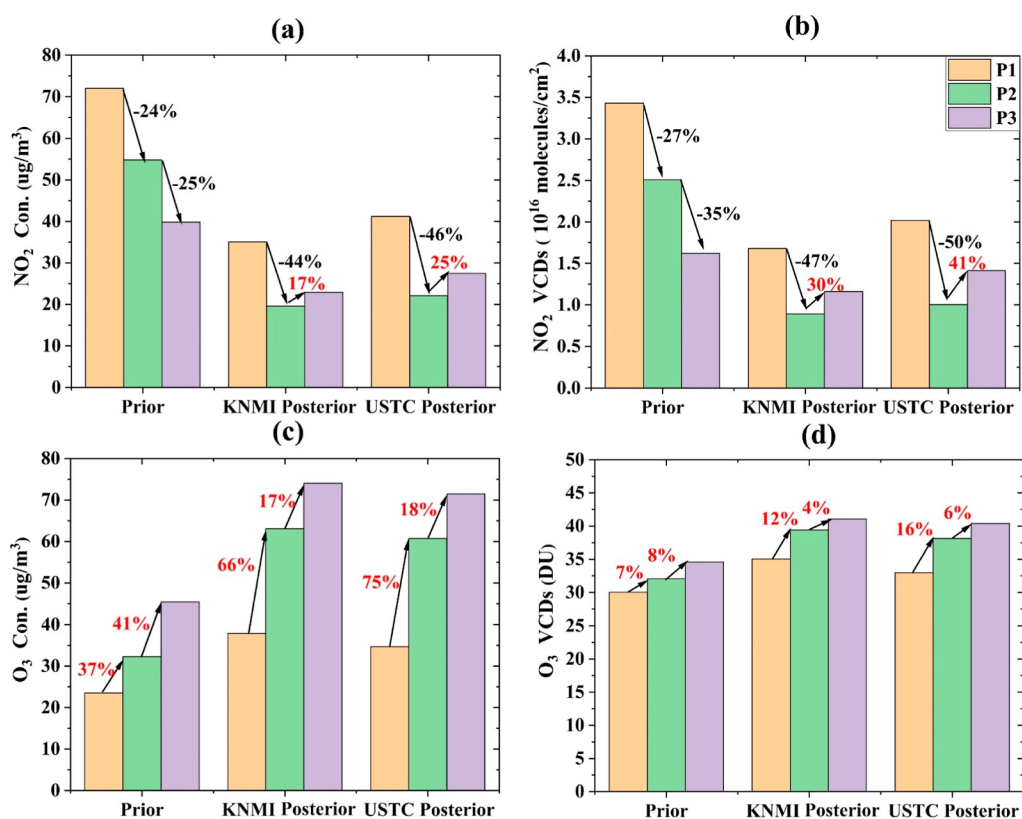 (a)
NO₂ Con. (ug/m³)
80
70
60
50
40
30
20
10
0
-24%
-25%
-44%
17%
-46%
25%
Prior
KNMI Posterior
USTC Posterior
(b)
NO₂ VCDs ( 10¹⁶ molecules/cm²)
4.0
3.5
3.0
2.5
2.0
1.5
1.0
0.5
0.0
P1
P2
P3
-27%
-35%
-47%
30%
-50%
41%
Prior
KNMI Posterior
USTC Posterior
(c)
O₃ Con. (ug/m³)
80
70
60
50
40
30
20
10
0
37%
41%
66%
17%
75%
18%
Prior
KNMI Posterior
USTC Posterior
(d)
O₃ VCDs (DU)
50
45
40
35
30
25
20
15
10
5
0
7%
8%
12%
4%
16%
6%
Prior
KNMI Posterior
USTC Posterior